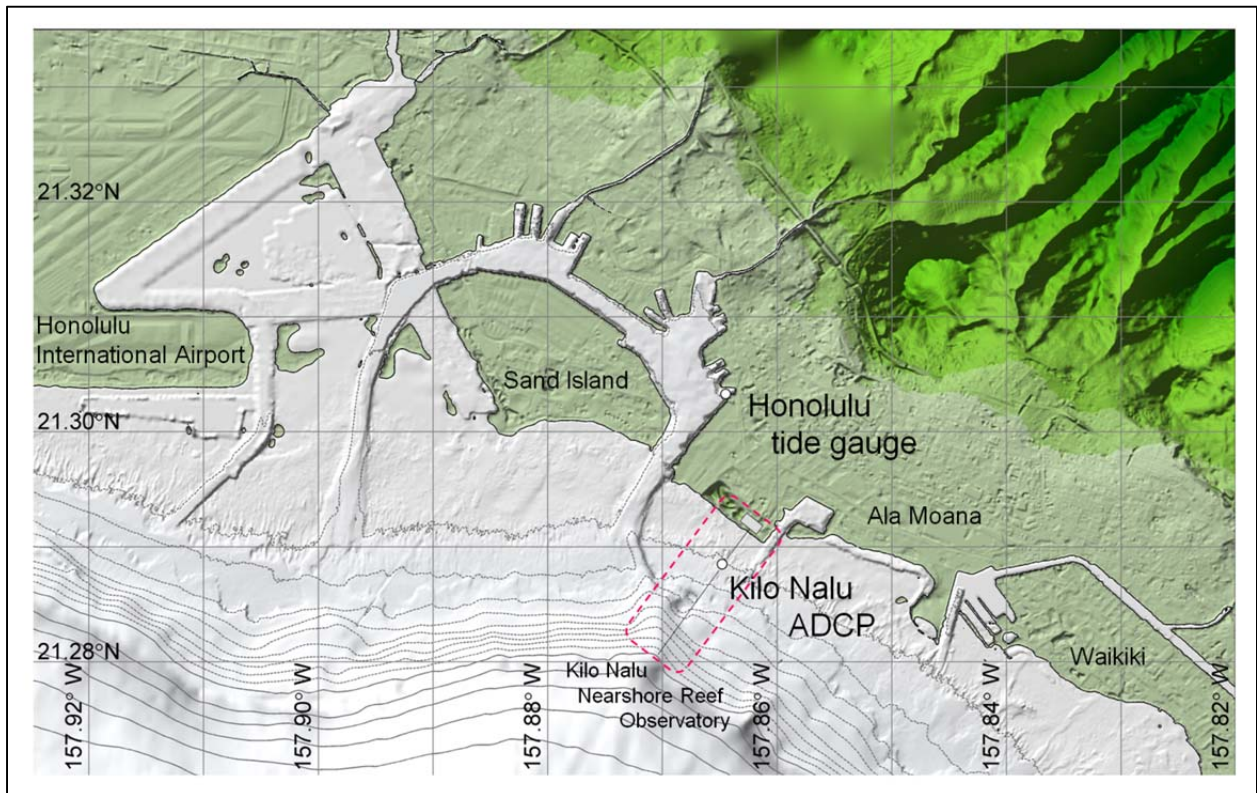 21.32°N
Honolulu
International Airport
Sand Island
21.30°N
Honolulu
tide gauge
Ala Moana
Kilo Nalu
ADCP
21.28°N
Waikiki
Kilo Nalu
Nearshore Reef
Observatory
157.92° W
157.90° W
157.88° W
157.86° W
157.84° W
157.82° W